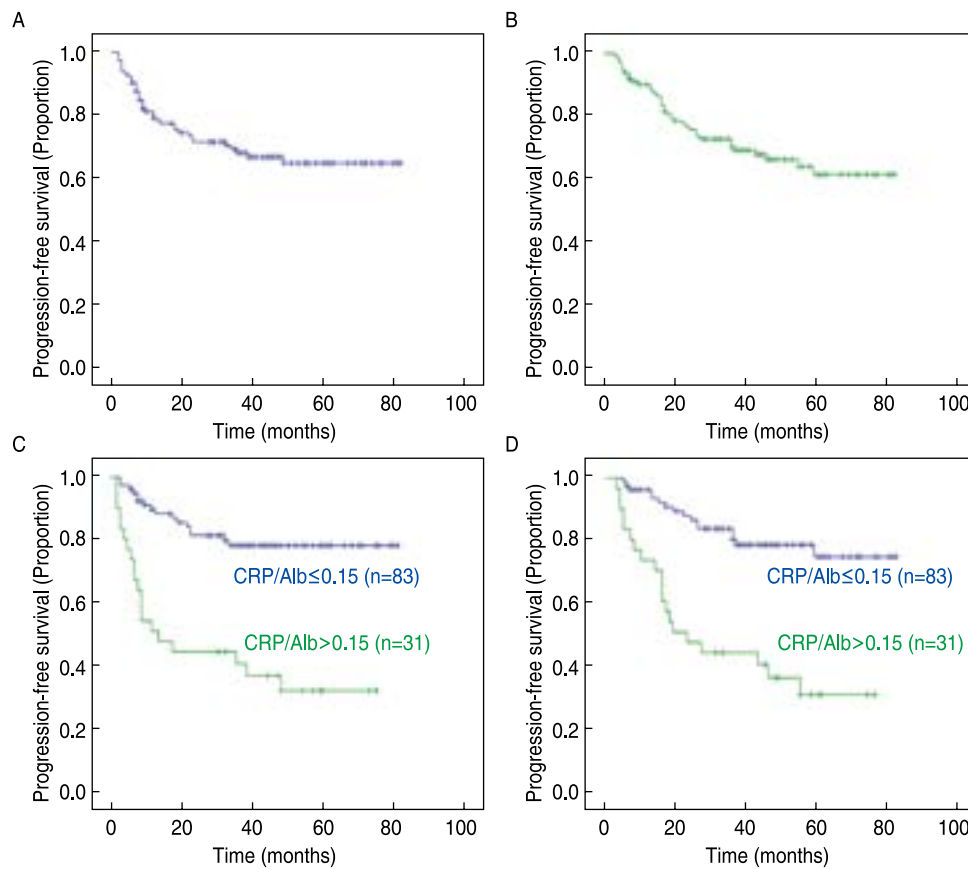 A
Progression-free survival (Proportion)
1.0
0.8
0.6
0.4
0.2
0.0
0 20 40 60 80 100
Time (months)
B
Progression-free survival (Proportion)
1.0
0.8
0.6
0.4
0.2
0.0
0 20 40 60 80 100
Time (months)
C
Progression-free survival (Proportion)
1.0
0.8
0.6
0.4
0.2
0.0
CRP/Alb≤0.15 (n=83)
CRP/Alb>0.15 (n=31)
0 20 40 60 80 100
Time (months)
D
Progression-free survival (Proportion)
1.0
0.8
0.6
0.4
0.2
0.0
CRP/Alb≤0.15 (n=83)
CRP/Alb>0.15 (n=31)
0 20 40 60 80 100
Time (months)